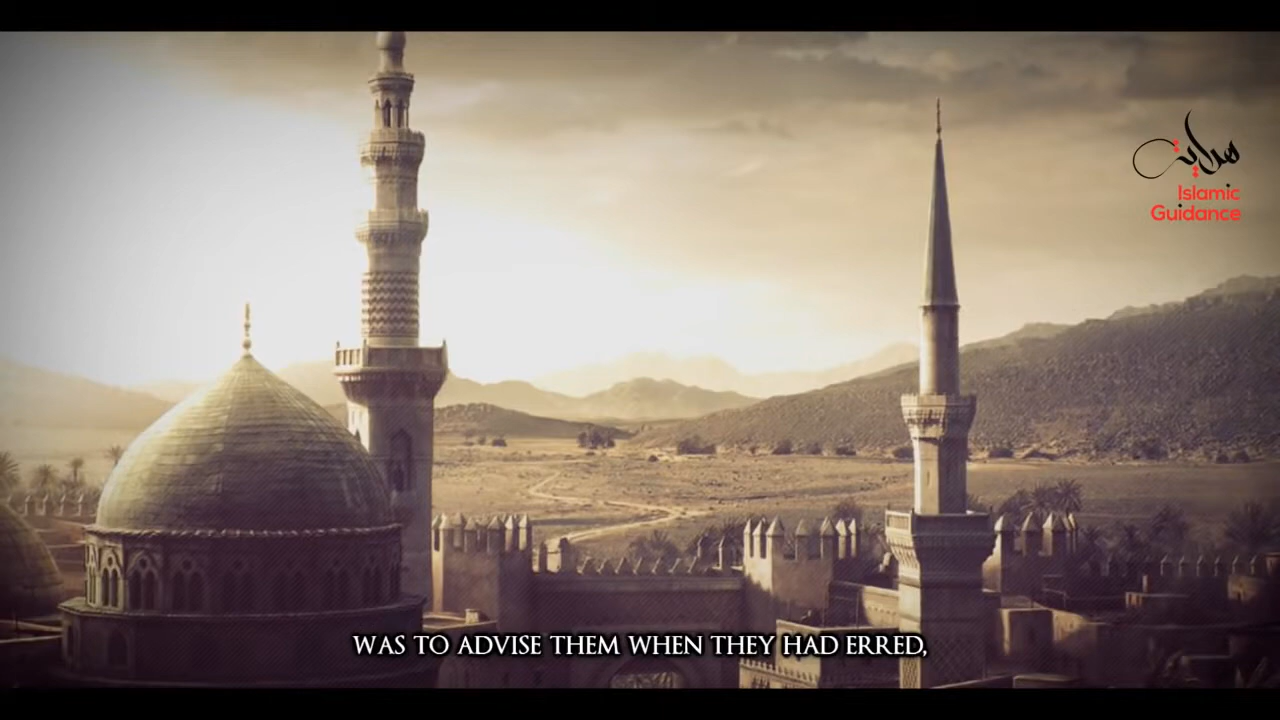 هداية
Islamic
Guidance
WAS TO ADVISE THEM WHEN THEY HAD ERRED,